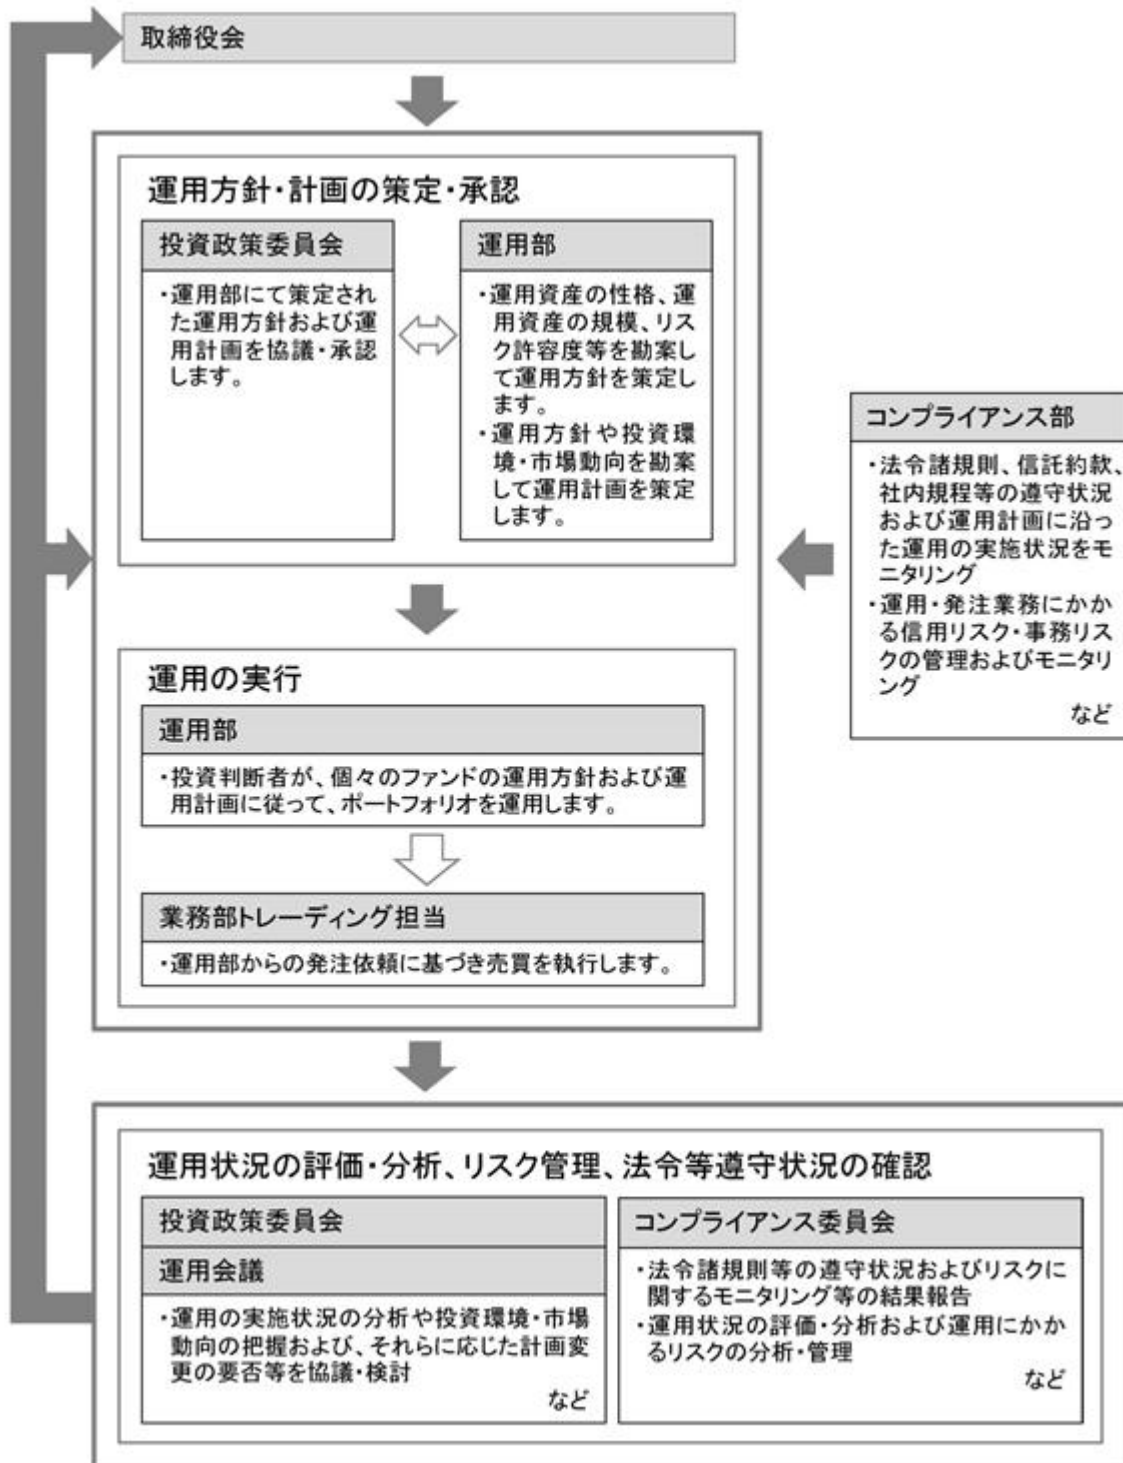 取締役会
運用方針・計画の策定・承認
投資政策委員会
・運用部にて策定され
た運用方針および運
用計画を協議・承認
します。
運用部
・運用資産の性格、運
用資産の規模、リス
ク許容度等を勘案し
て運用方針を策定し
ます。
・運用方針や投資環
境・市場動向を勘案
して運用計画を策定
します。
コンプライアンス部
・法令諸規則、信託約款、
社内規程等の遵守状況
および運用計画に沿っ
た運用の実施状況をモ
ニタリング
・運用・発注業務にかか
る信用リスク・事務リス
クの管理およびモニタリ
ング
など
運用の実行
運用部
・投資判断者が、個々のファンドの運用方針および運
用計画に従って、ポートフォリオを運用します。
業務部トレーディング担当
・運用部からの発注依頼に基づき売買を執行します。
運用状況の評価・分析、リスク管理、法令等遵守状況の確認
投資政策委員会
運用会議
・運用の実施状況の分析や投資環境・市場
動向の把握および、それらに応じた計画変
更の要否等を協議・検討
など
コンプライアンス委員会
・法令諸規則等の遵守状況およびリスクに
関するモニタリング等の結果報告
・運用状況の評価・分析および運用にかか
るリスクの分析・管理
など